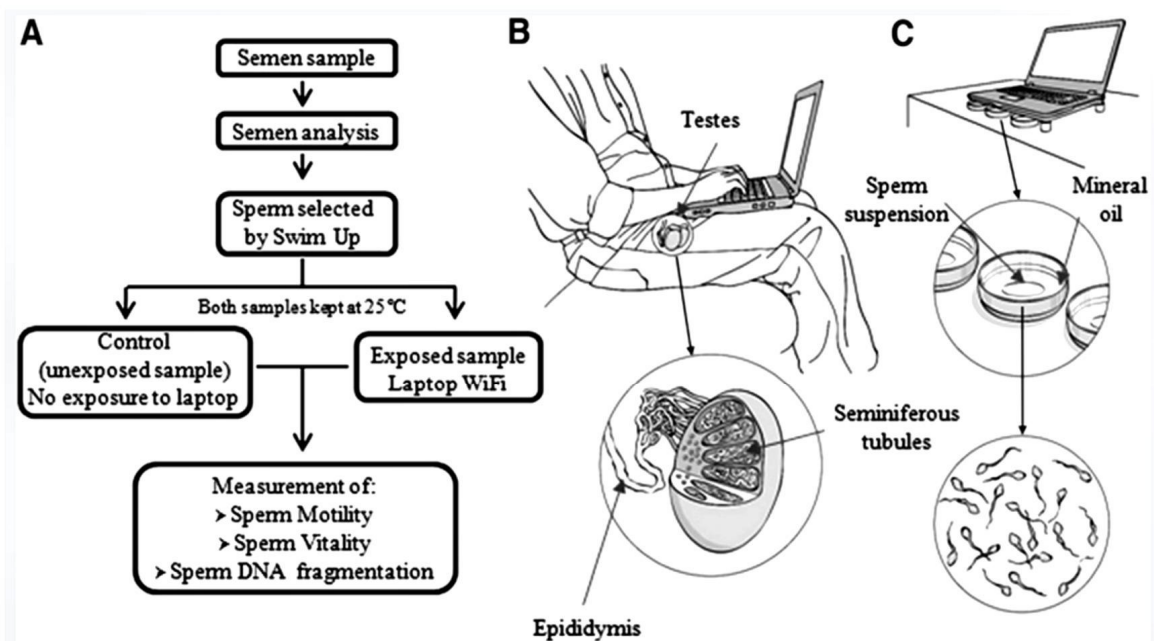 A
Semen sample
Semen analysis
Sperm selected
by Swim Up
Both samples kept at 25°C
Control
(unexposed sample)
No exposure to laptop
Exposed sample
Laptop WiFi
Measurement of:
➤ Sperm Motility
➤ Sperm Vitality
➤ Sperm DNA fragmentation
B
Testes
Seminiferous
tubules
Epididymis
C
Sperm
suspension
Mineral
oil